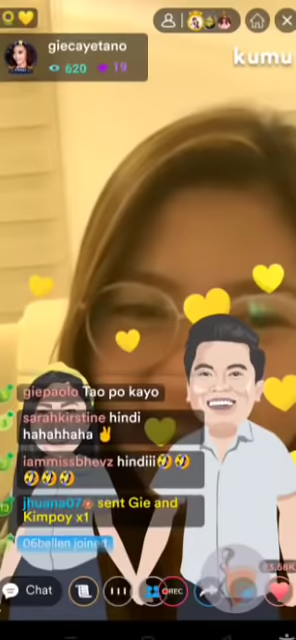 giecayetano
620 19
kumu
giepaolo Tao po kayo
sarahkirstine hindi
hahahhaha
iammissbhevz hindiii
jhuana07 sent Gie and
Kimpoy x1
06bellen joined
Chat
REC